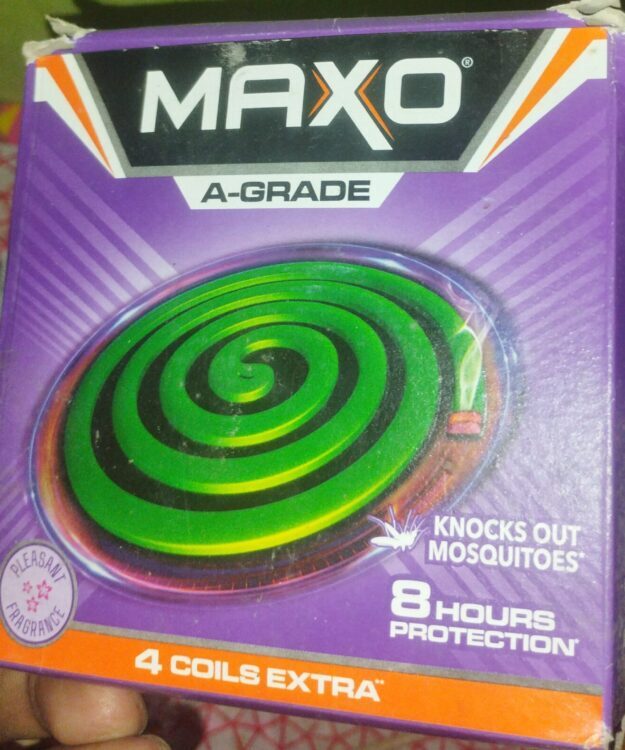 MAXO®
A-GRADE
KNOCKS OUT
MOSQUITOES*
8 HOURS
PROTECTION*
PLEASANT
FRAGRANCE
4 COILS EXTRA**